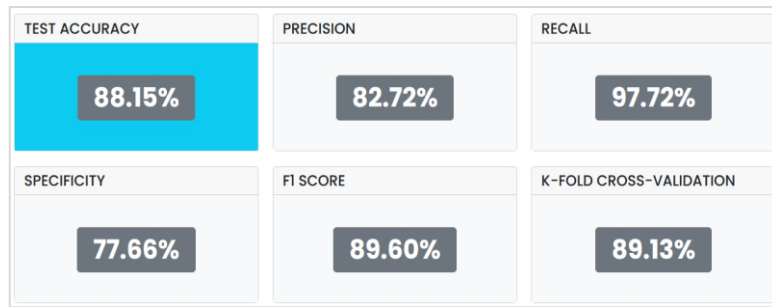 TEST ACCURACY
88.15%
PRECISION
82.72%
RECALL
97.72%
SPECIFICITY
77.66%
F1 SCORE
89.60%
K-FOLD CROSS-VALIDATION
89.13%